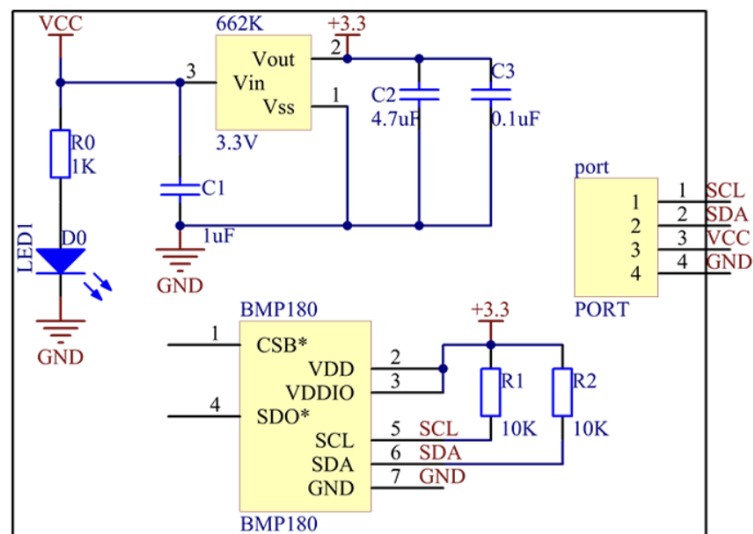 VCC
662K
+3.3
Vout 2
3 Vin
Vss 1
3.3V
R0
1K
C1
1uF
GND
C2
4.7uF
C3
0.1uF
LED1
D0
GND
port
1 1 SCL
2 2 SDA
3 3 VCC
4 4 GND
PORT
BMP180
+3.3
1 CSB*
VDD 2
VDDIO 3
4 SDO*
SCL 5 SCL
SDA 6 SDA
GND 7 GND
R1
10K
R2
10K
BMP180